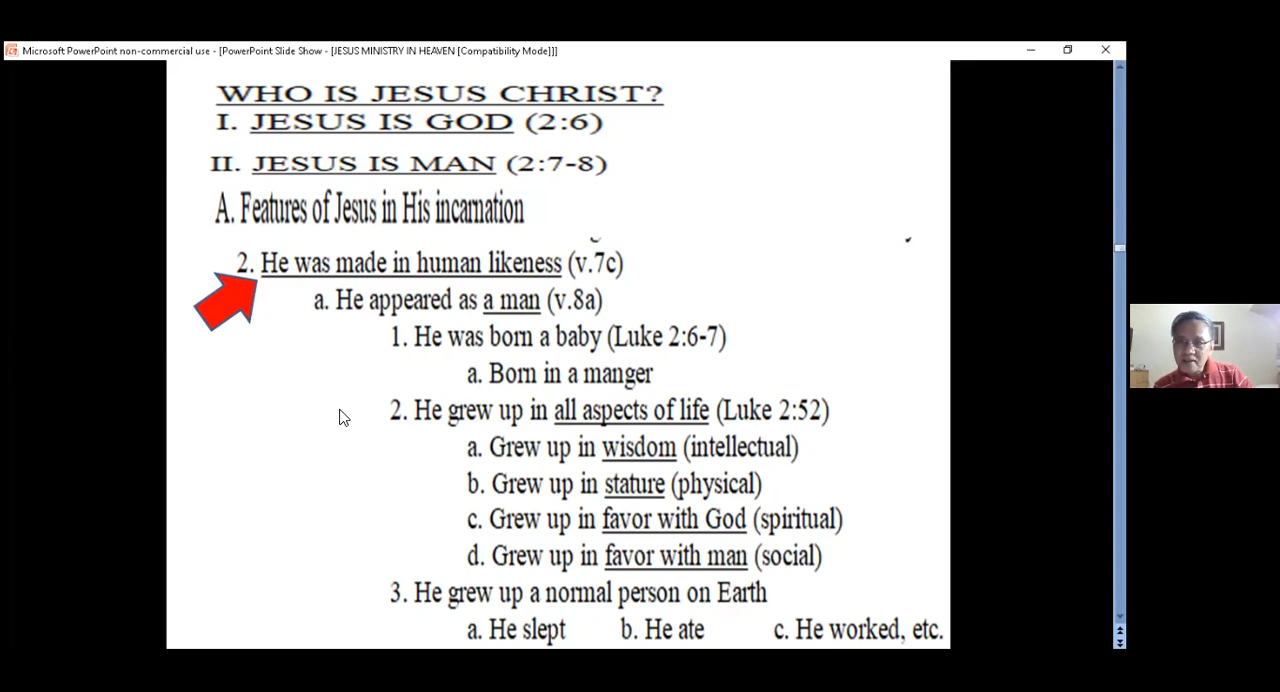 Microsoft PowerPoint non-commercial use - [PowerPoint Slide Show - [JESUS MINISTRY IN HEAVEN [Compatibility Mode]]]
WHO IS JESUS CHRIST?
I. JESUS IS GOD (2:6)
II. JESUS IS MAN (2:7-8)
A. Features of Jesus in His incarnation
2. He was made in human likeness (v.7c)
a. He appeared as a man (v.8a)
1. He was born a baby (Luke 2:6-7)
a. Born in a manger
2. He grew up in all aspects of life (Luke 2:52)
a. Grew up in wisdom (intellectual)
b. Grew up in stature (physical)
c. Grew up in favor with God (spiritual)
d. Grew up in favor with man (social)
3. He grew up a normal person on Earth
a. He slept b. He ate c. He worked, etc.